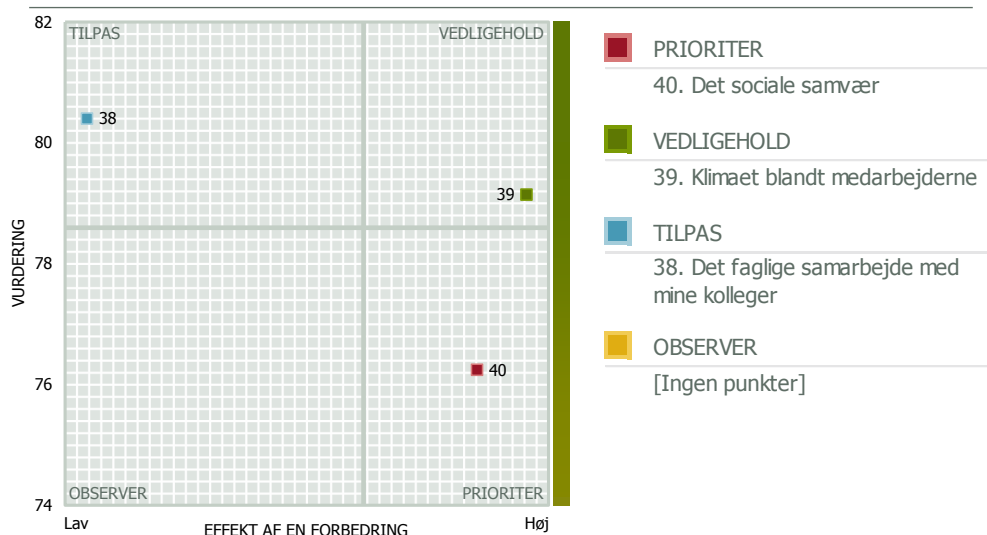 82
80
78
76
74
VURDERING
TILPAS
VEDLIGEHOLD
38
39
40
OBSERVER
PRIORITER
Lav
EFFEKT AF EN FORBEDRING
Høj
PRIORITER
40. Det sociale samvær
VEDLIGEHOLD
39. Klimaet blandt medarbejderne
TILPAS
38. Det faglige samarbejde med
mine kolleger
OBSERVER
[Ingen punkter]